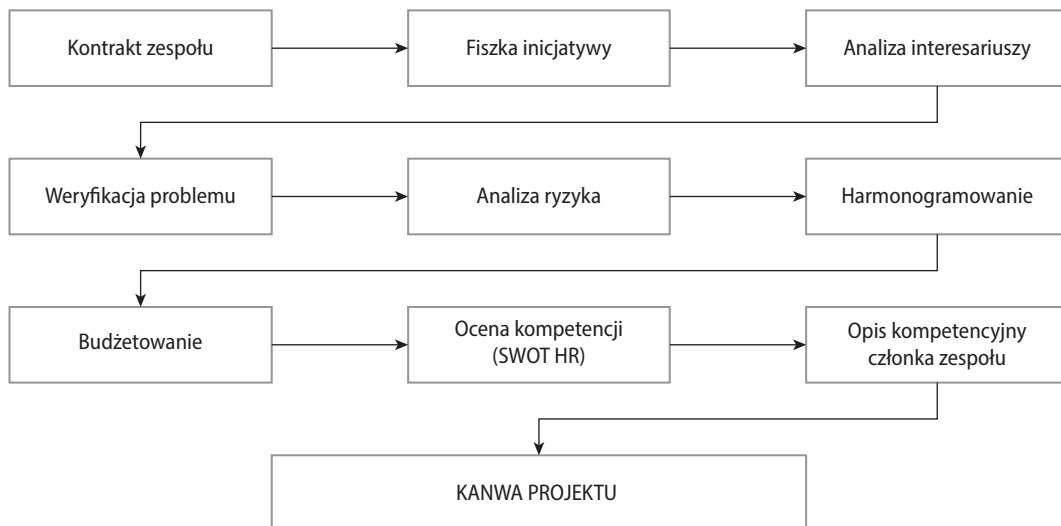 Kontrakt zespołu
Fiszka inicjatywy
Analiza interesariuszy
Weryfikacja problemu
Analiza ryzyka
Harmonogramowanie
Budżetowanie
Ocena kompetencji
(SWOT HR)
Opis kompetencyjny
członka zespołu
KANWA PROJEKTU